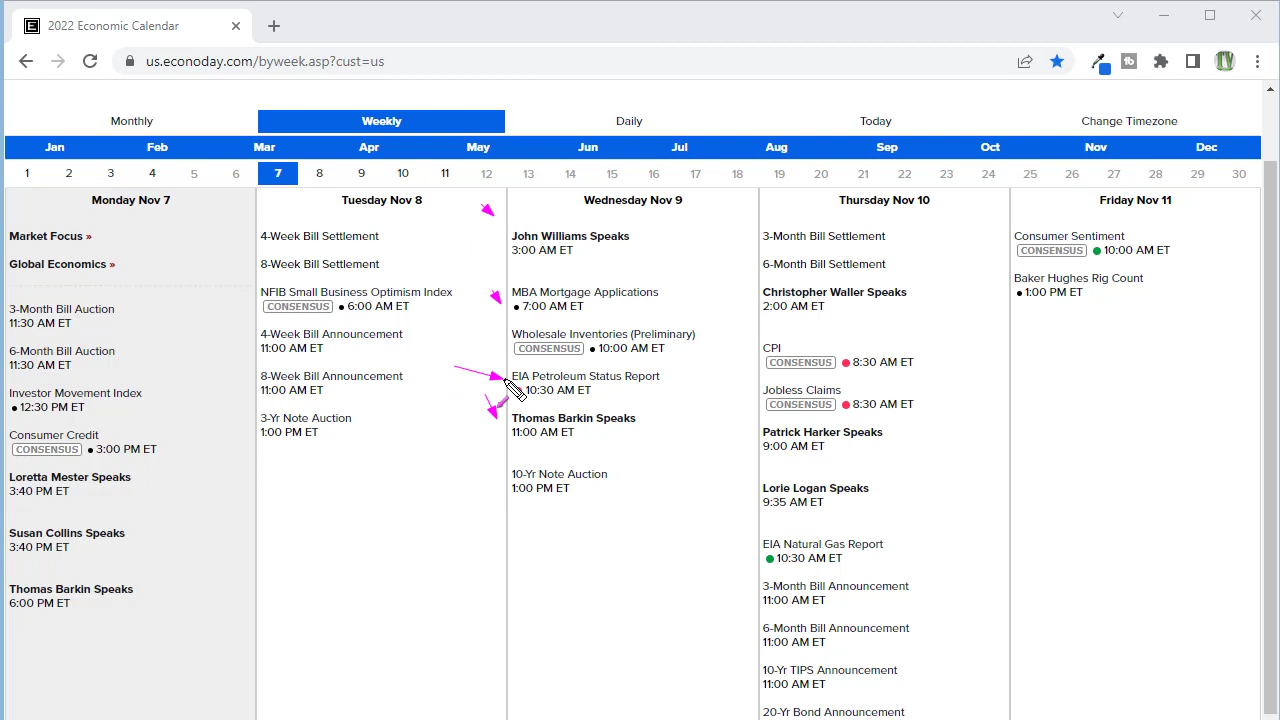 2022 Economic Calendar
us.econoday.com/byweek.asp?cust=us
Monthly Weekly Daily Today Change Timezone
Jan Feb Mar Apr May Jun Jul Aug Sep Oct Nov Dec
1 2 3 4 5 6 7 8 9 10 11 12 13 14 15 16 17 18 19 20 21 22 23 24 25 26 27 28 29 30
Monday Nov 7
Market Focus »
Global Economics »
3-Month Bill Auction
11:30 AM ET
6-Month Bill Auction
11:30 AM ET
Investor Movement Index
12:30 PM ET
Consumer Credit
CONSENSUS 3:00 PM ET
Loretta Mester Speaks
3:40 PM ET
Susan Collins Speaks
3:40 PM ET
Thomas Barkin Speaks
6:00 PM ET
Tuesday Nov 8
4-Week Bill Settlement
8-Week Bill Settlement
NFIB Small Business Optimism Index
CONSENSUS 6:00 AM ET
4-Week Bill Announcement
11:00 AM ET
8-Week Bill Announcement
11:00 AM ET
3-Yr Note Auction
1:00 PM ET
Wednesday Nov 9
John Williams Speaks
3:00 AM ET
MBA Mortgage Applications
7:00 AM ET
Wholesale Inventories (Preliminary)
CONSENSUS 10:00 AM ET
EIA Petroleum Status Report
10:30 AM ET
Thomas Barkin Speaks
11:00 AM ET
10-Yr Note Auction
1:00 PM ET
Thursday Nov 10
3-Month Bill Settlement
6-Month Bill Settlement
Christopher Waller Speaks
2:00 AM ET
CPI
CONSENSUS 8:30 AM ET
Jobless Claims
CONSENSUS 8:30 AM ET
Patrick Harker Speaks
9:00 AM ET
Lorie Logan Speaks
9:35 AM ET
EIA Natural Gas Report
10:30 AM ET
3-Month Bill Announcement
11:00 AM ET
6-Month Bill Announcement
11:00 AM ET
10-Yr TIPS Announcement
11:00 AM ET
20-Yr Bond Announcement
Friday Nov 11
Consumer Sentiment
CONSENSUS 10:00 AM ET
Baker Hughes Rig Count
1:00 PM ET